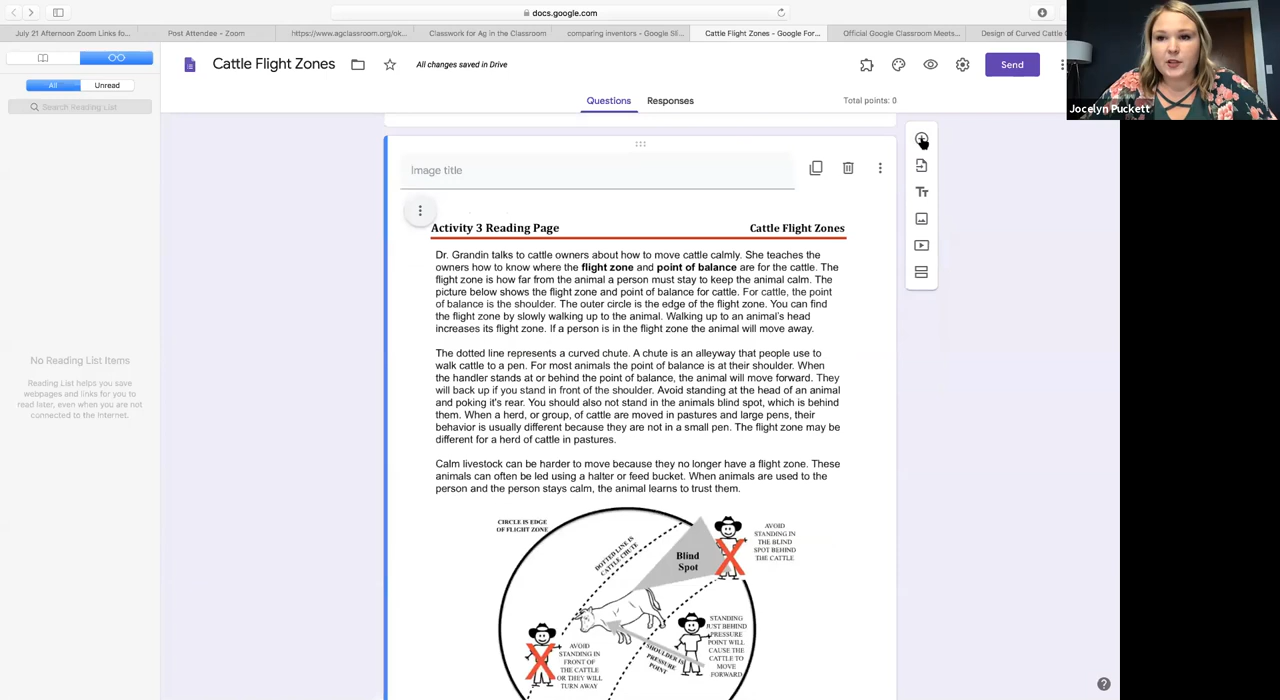 docs.google.com
July 21 Afternoon Zoom Links fo...
Post Attendee - Zoom
https://www.agclassroom.org/ok...
Classwork for Ag in the Classroom
comparing inventors - Google Sli...
Cattle Flight Zones - Google For...
Official Google Classroom Meets...
Design of Curved Cattle
All
Unread
Search Reading List
No Reading List Items
Reading List helps you save
webpages and links for you to
read later, even when you are not
connected to the Internet.
Cattle Flight Zones
All changes saved in Drive
Send
Questions
Responses
Total points: 0
Jocelyn Puckett
Image title
Tт
Activity 3 Reading Page
Cattle Flight Zones
Dr. Grandin talks to cattle owners about how to move cattle calmly. She teaches the
owners how to know where the flight zone and point of balance are for the cattle. The
flight zone is how far from the animal a person must stay to keep the animal calm. The
picture below shows the flight zone and point of balance for cattle. For cattle, the point
of balance is the shoulder. The outer circle is the edge of the flight zone. You can find
the flight zone by slowly walking up to the animal. Walking up to an animal's head
increases its flight zone. If a person is in the flight zone the animal will move away.
The dotted line represents a curved chute. A chute is an alleyway that people use to
walk cattle to a pen. For most animals the point of balance is at their shoulder. When
the handler stands at or behind the point of balance, the animal will move forward. They
will back up if you stand in front of the shoulder. Avoid standing at the head of an animal
and poking it's rear. You should also not stand in the animals blind spot, which is behind
them. When a herd, or group, of cattle are moved in pastures and large pens, their
behavior is usually different because they are not in a small pen. The flight zone may be
different for a herd of cattle in pastures.
Calm livestock can be harder to move because they no longer have a flight zone. These
animals can often be led using a halter or feed bucket. When animals are used to the
person and the person stays calm, the animal learns to trust them.
CIRCLE IS EDGE
OF FLIGHT ZONE
DOTTED LINE IS
CATTLE CHUTE
Blind
Spot
AVOID
STANDING IN
THE BLIND
SPOT BEHIND
THE CATTLE
AVOID
STANDING IN
FRONT OF
THE CATTLE
OR THEY WILL
TURN AWAY
SHOULDER IS
PRESSURE
POINT
STANDING
JUST BEHIND
PRESSURE
POINT WILL
CAUSE THE
CATTLE TO
MOVE
FORWARD